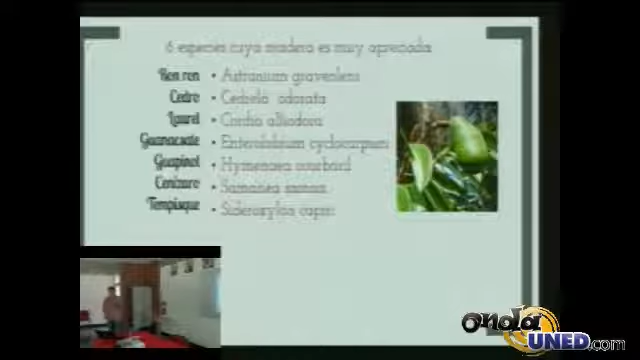 6 especies cuya madera es muy apreciada
Ron ron • Astronium graveolens
Cedro • Cedrela odorata
Laurel • Cordia alliodora
Guanacaste • Enterolobium cyclocarpum
Guapinol • Hymenaea courbaril
Cenizaro • Samanea saman
Tempisque • Sideroxylon capiri
onda
UNED.com